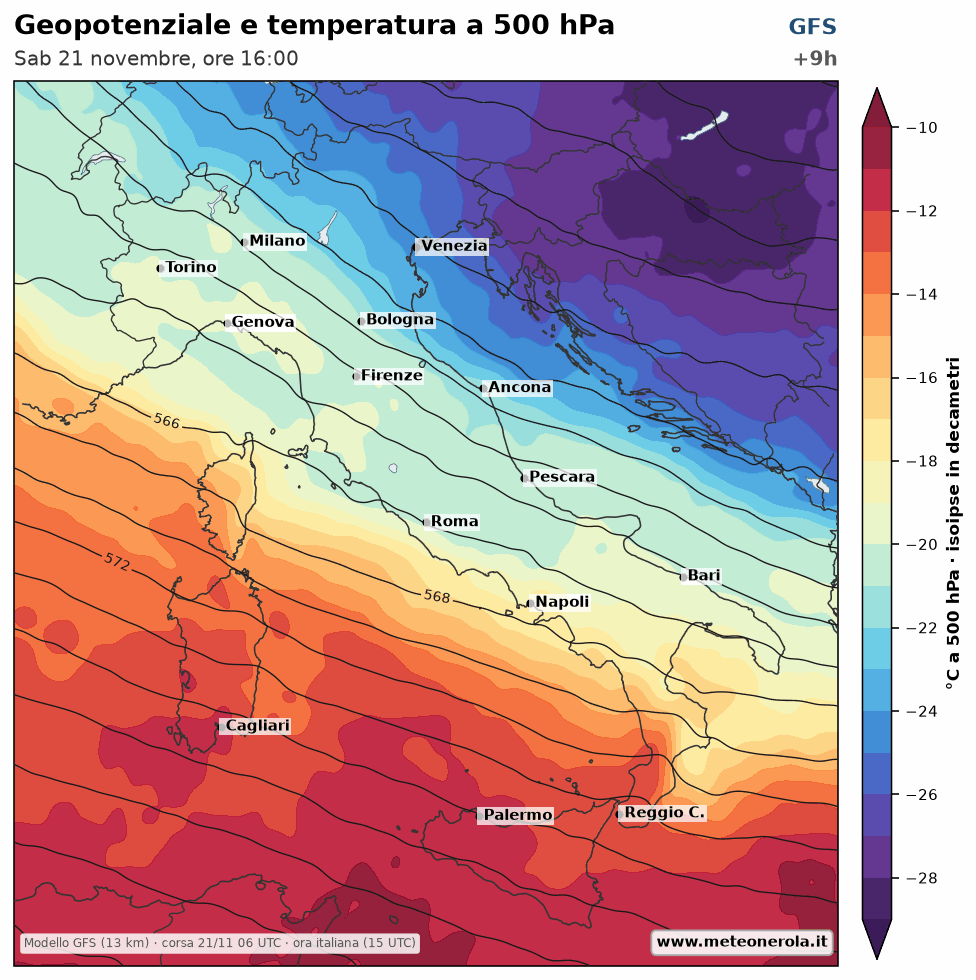 Geopotenziale e temperatura a 500 hPa
GFS
Sab 21 novembre, ore 16:00
+9h
Milano
Venezia
Torino
Genova
Bologna
Firenze
Ancona
566
Pescara
Roma
572
568
Napoli
Bari
Cagliari
Palermo
Reggio C.
Modello GFS (13 km) · corsa 21/11 06 UTC · ora italiana (15 UTC)
www.meteonerola.it
−10
−12
−14
−16
−18
−20
−22
−24
−26
−28
°C a 500 hPa · isoipse in decametri